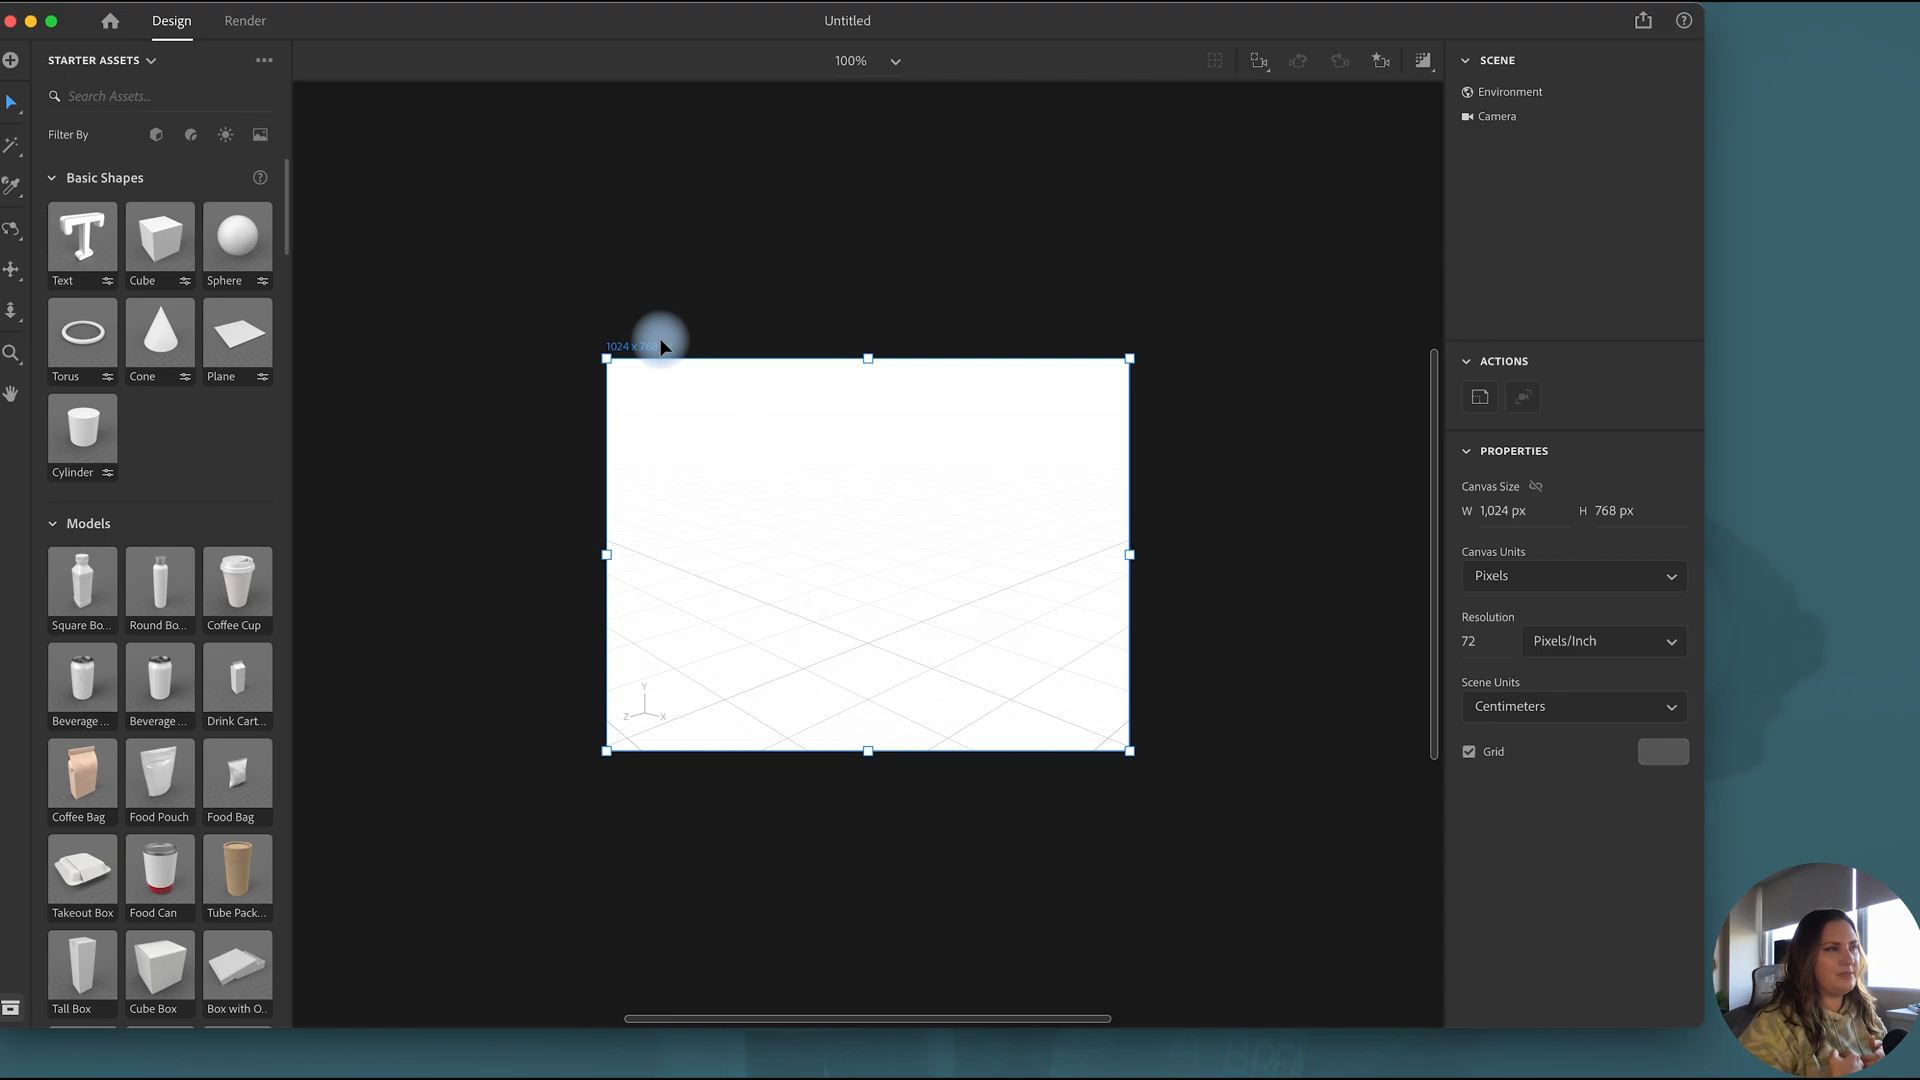 Design
Render
Untitled
STARTER ASSETS
100%
SCENE
Search Assets...
Environment
Filter By
Camera
Basic Shapes
Text
Cube
Sphere
1024 x 768
Torus
Cone
Plane
ACTIONS
Cylinder
PROPERTIES
Canvas Size
W 1,024 px
H 768 px
Models
Canvas Units
Pixels
Square Bo...
Round Bo...
Coffee Cup
Resolution
72
Pixels/Inch
Scene Units
Centimeters
Beverage ...
Beverage ...
Drink Cart...
Grid
Y
Z
X
Coffee Bag
Food Pouch
Food Bag
Takeout Box
Food Can
Tube Pack...
Tall Box
Cube Box
Box with O..